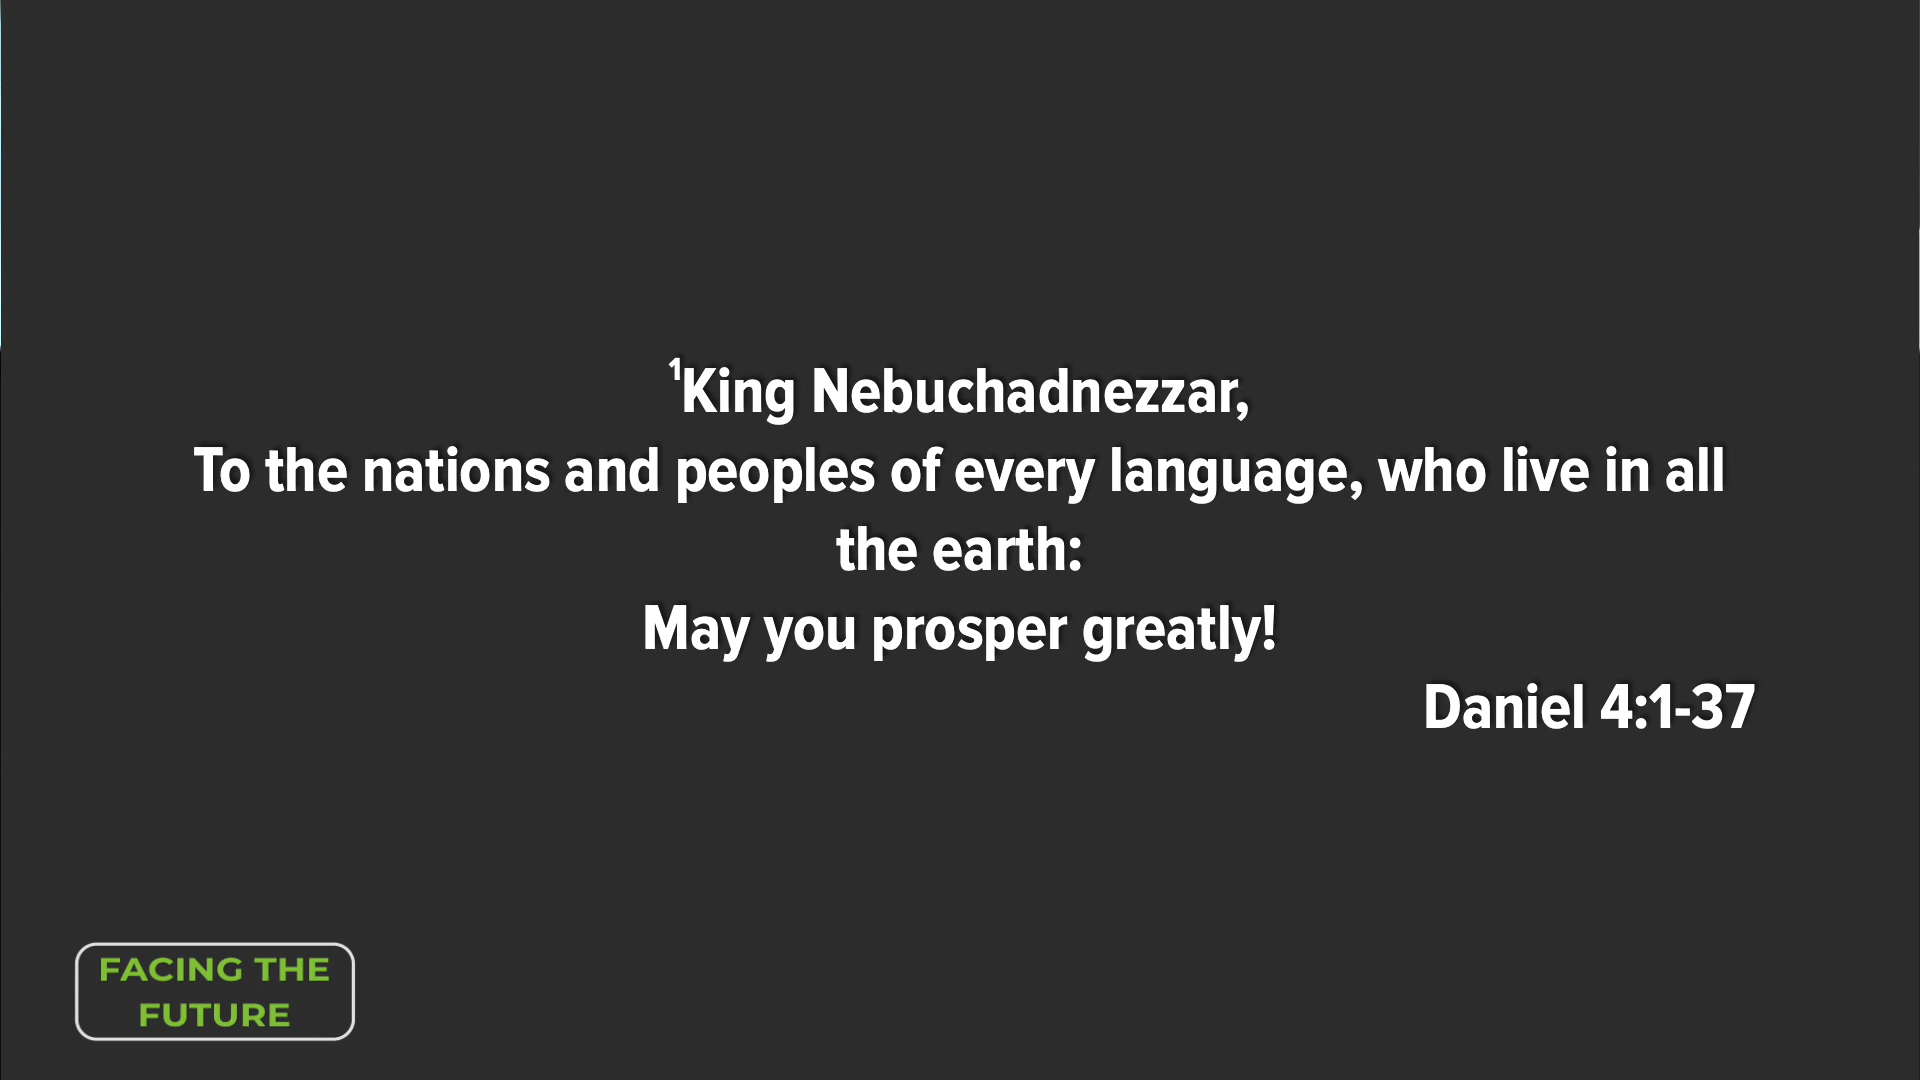 ¹King Nebuchadnezzar,
To the nations and peoples of every language, who live in all
the earth:
May you prosper greatly!
Daniel 4:1-37
FACING THE
FUTURE